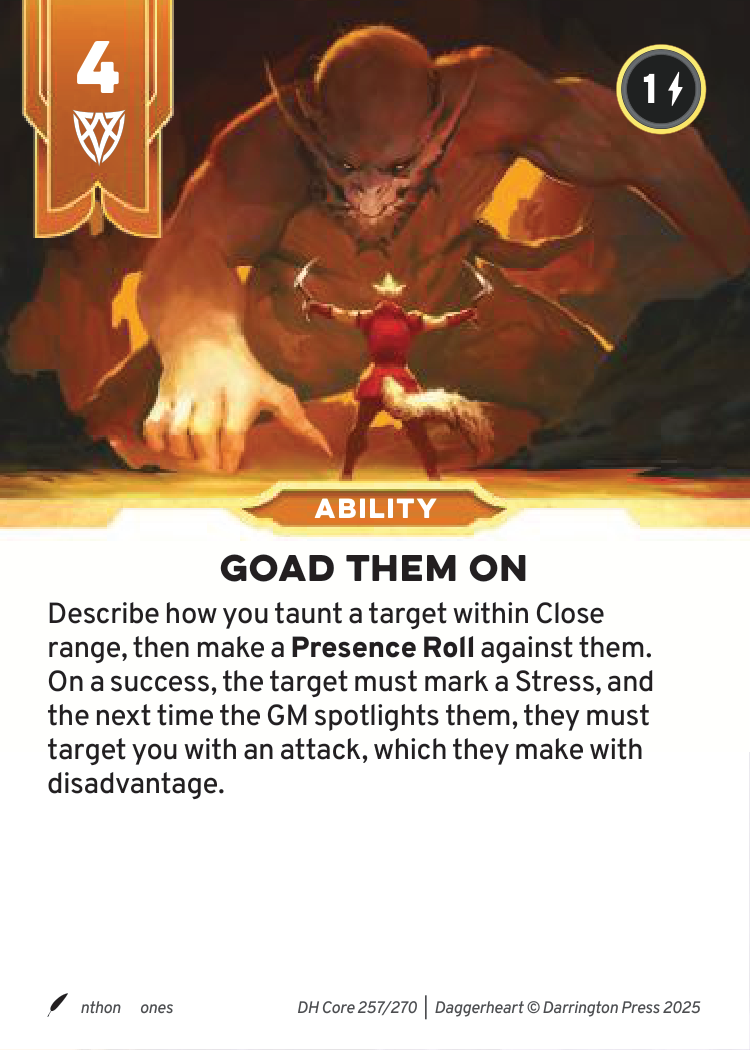 4
1
ABILITY
GOAD THEM ON
Describe how you taunt a target within Close
range, then make a Presence Roll against them.
On a success, the target must mark a Stress, and
the next time the GM spotlights them, they must
target you with an attack, which they make with
disadvantage.
nthon ones
DH Core 257/270 | Daggerheart © Darrington Press 2025